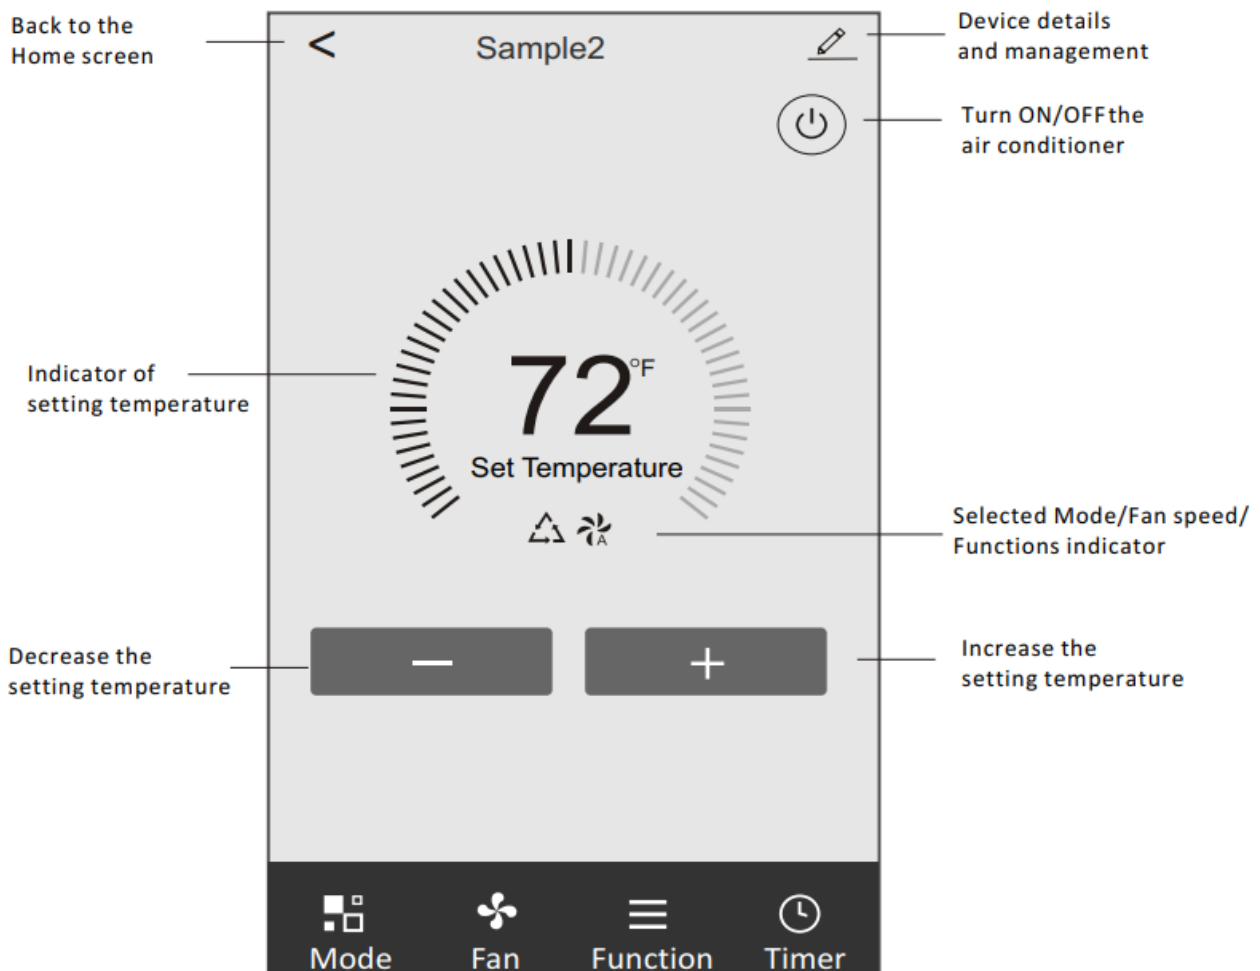 Back to the
Home screen
<
Sample2
Device details
and management
Turn ON/OFF the
air conditioner
Indicator of
setting temperature
72 °F
Set Temperature
A
Selected Mode/Fan speed/
Functions indicator
Decrease the
setting temperature
—
+
Increase the
setting temperature
Mode
Fan
Function
Timer